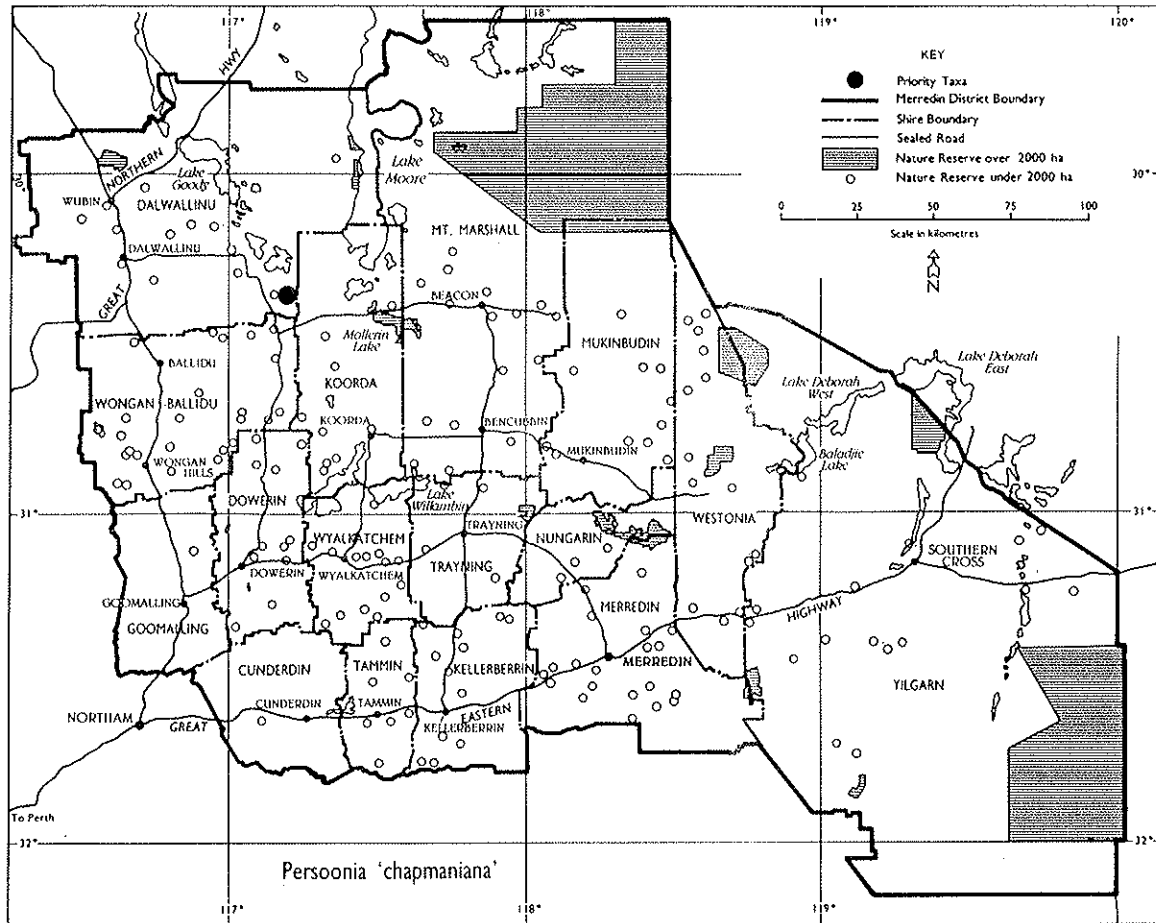 117°
118°
119°
120°
HWY
NORTHERN
Lake
Goody
Lake
Moore
30°
30°
WUBIN
DALWALLINU
DALWALLINU
GREAT
MT. MARSHALL
BEACON
Mollerin
Lake
MUKINBUDIN
BALLIDU
WONGAN-BALLIDU
KOORDA
KOORDA
BENCUBBIN
MUKINBUDIN
WONGAN
HILLS
DOWERIN
Lake
Wallambin
Lake Deborah
West
Lake Deborah
East
Baladjie
Lake
31°
31°
WYALKATCHEM
TRAYNING
TRAYNING
NUNGARIN
WESTONIA
DOWERIN
WYALKATCHEM
SOUTHERN
CROSS
GOOMALLING
GOOMALLING
MERREDIN
HIGHWAY
CUNDERDIN
TAMMIN
KELLERBERRIN
MERREDIN
YILGARN
NORTHAM
GREAT
CUNDERDIN
TAMMIN
EASTERN
KELLERBERRIN
To Perth
32°
32°
Persoonia 'chapmaniana'
117°
118°
119°
KEY
Priority Taxa
Merredin District Boundary
Shire Boundary
Sealed Road
Nature Reserve over 2000 ha
Nature Reserve under 2000 ha
0 25 50 75 100
Scale in kilometres
N